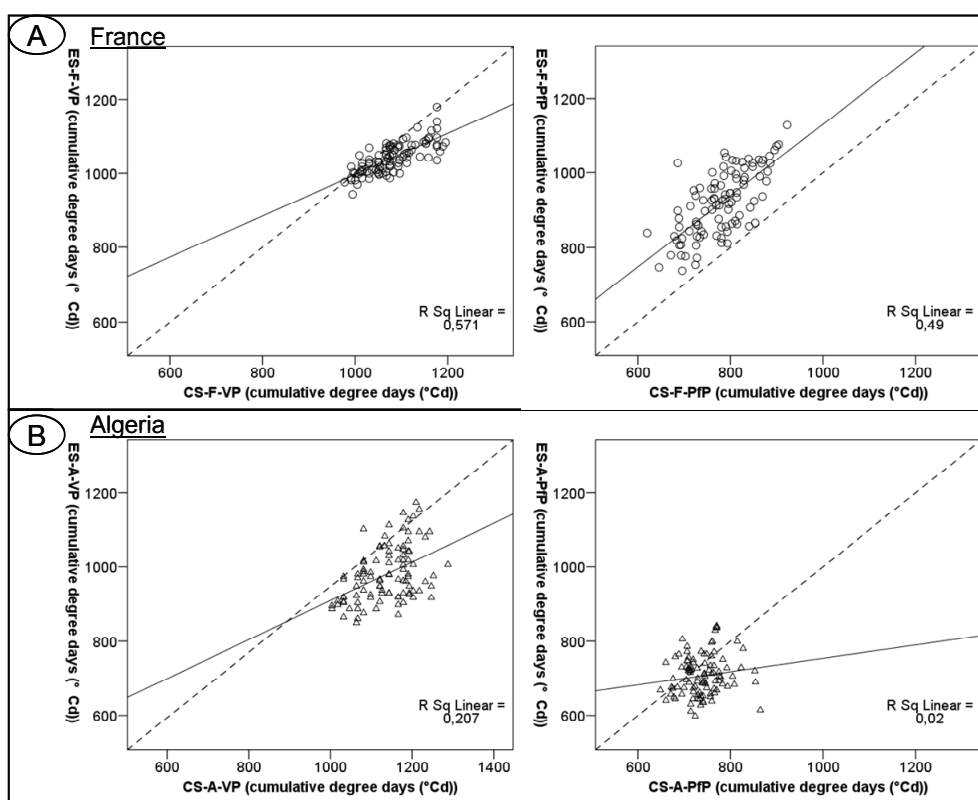 A
France
ES-F-VP (cumulative degree days (° Cd))
1200
1000
800
600
R Sq Linear =
0,571
600
800
1000
1200
CS-F-VP (cumulative degree days (°Cd))
ES-F-PfP (cumulative degree days (° Cd))
1200
1000
800
600
R Sq Linear =
0,49
600
800
1000
1200
CS-F-PfP (cumulative degree days (°Cd))
B
Algeria
ES-A-VP (cumulative degree days (° Cd))
1200
1000
800
600
R Sq Linear =
0,207
600
800
1000
1200
1400
CS-A-VP (cumulative degree days (°Cd))
ES-A-PfP (cumulative degree days (° Cd))
1200
1000
800
600
R Sq Linear =
0,02
600
800
1000
1200
CS-A-PfP (cumulative degree days (°Cd))